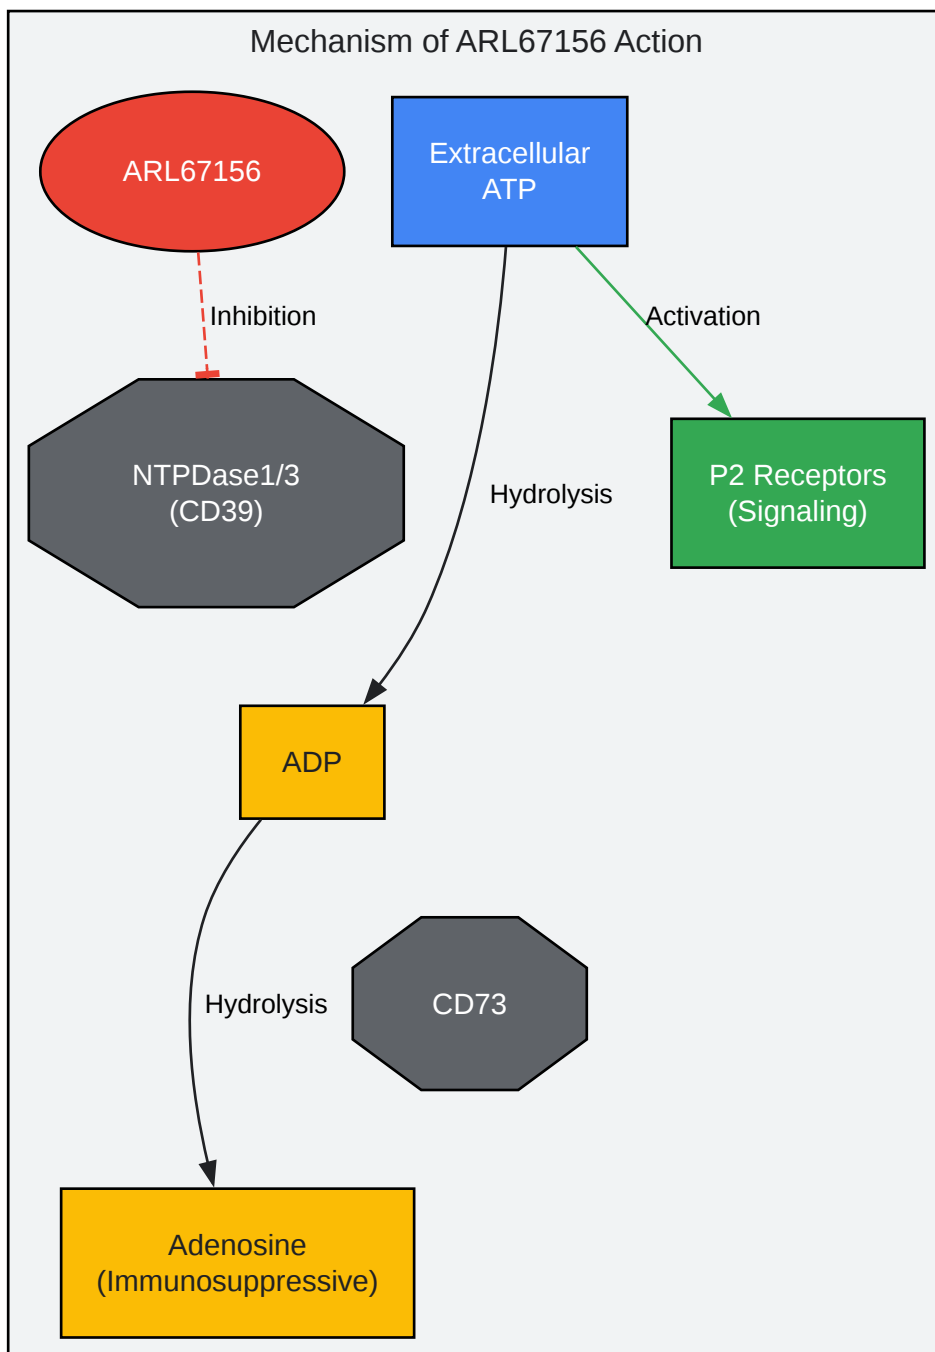 Mechanism of ARL67156 Action
ARL67156
Extracellular
ATP
Inhibition
Activation
NTPDase1/3
(CD39)
Hydrolysis
P2 Receptors
(Signaling)
ADP
Hydrolysis
CD73
Adenosine
(Immunosuppressive)